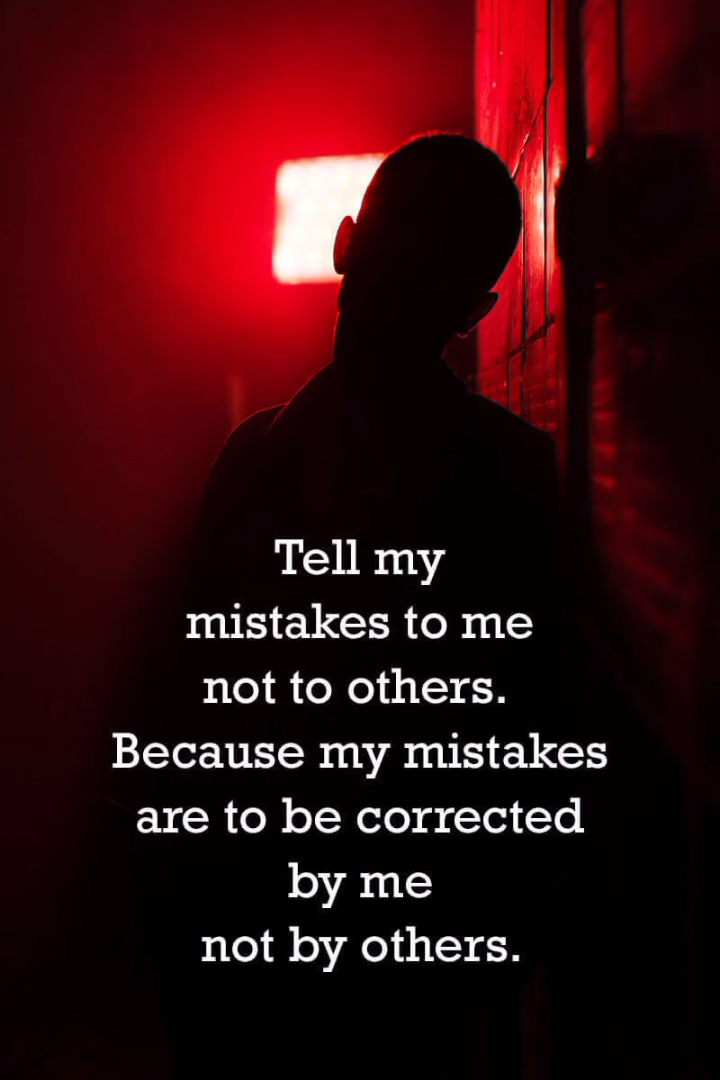 Tell my
mistakes to me
not to others.
Because my mistakes
are to be corrected
by me
not by others.